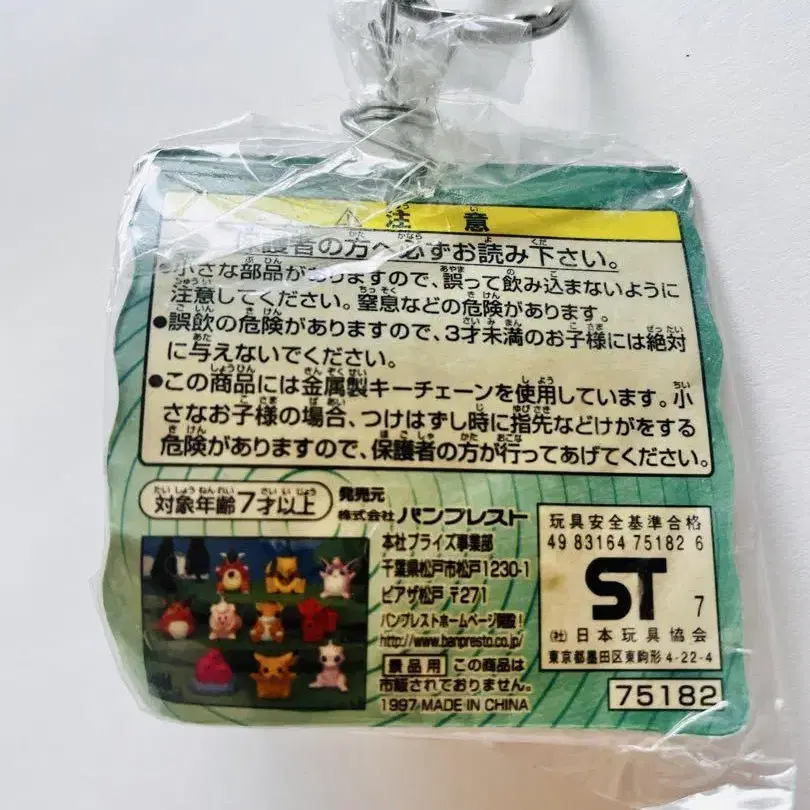 注意
保護者の方へ必ずお読み下さい。
●小さな部品がありますので、誤って飲み込まないように
注意してください。窒息などの危険があります。
●誤飲の危険がありますので、3才未満のお子様には絶対
に与えないでください。
●この商品には金属製キーチェーンを使用しています。小
さなお子様の場合、つけはずし時に指先などけがをする
危険がありますので、保護者の方が行ってあげてください。
対象年齢7才以上
発売元
株式会社バンプレスト
本社プライズ事業部
千葉県松戸市松戸1230-1
ピアザ松戸 〒271
バンプレストホームページ開設!
http://www.banpresto.co.jp/
景品用 この商品は
市販されておりません。
1997 MADE IN CHINA
玩具安全基準合格
49 83164 75182 6
ST 7
(社)日本玩具協会
東京都墨田区東駒形4-22-4
75182